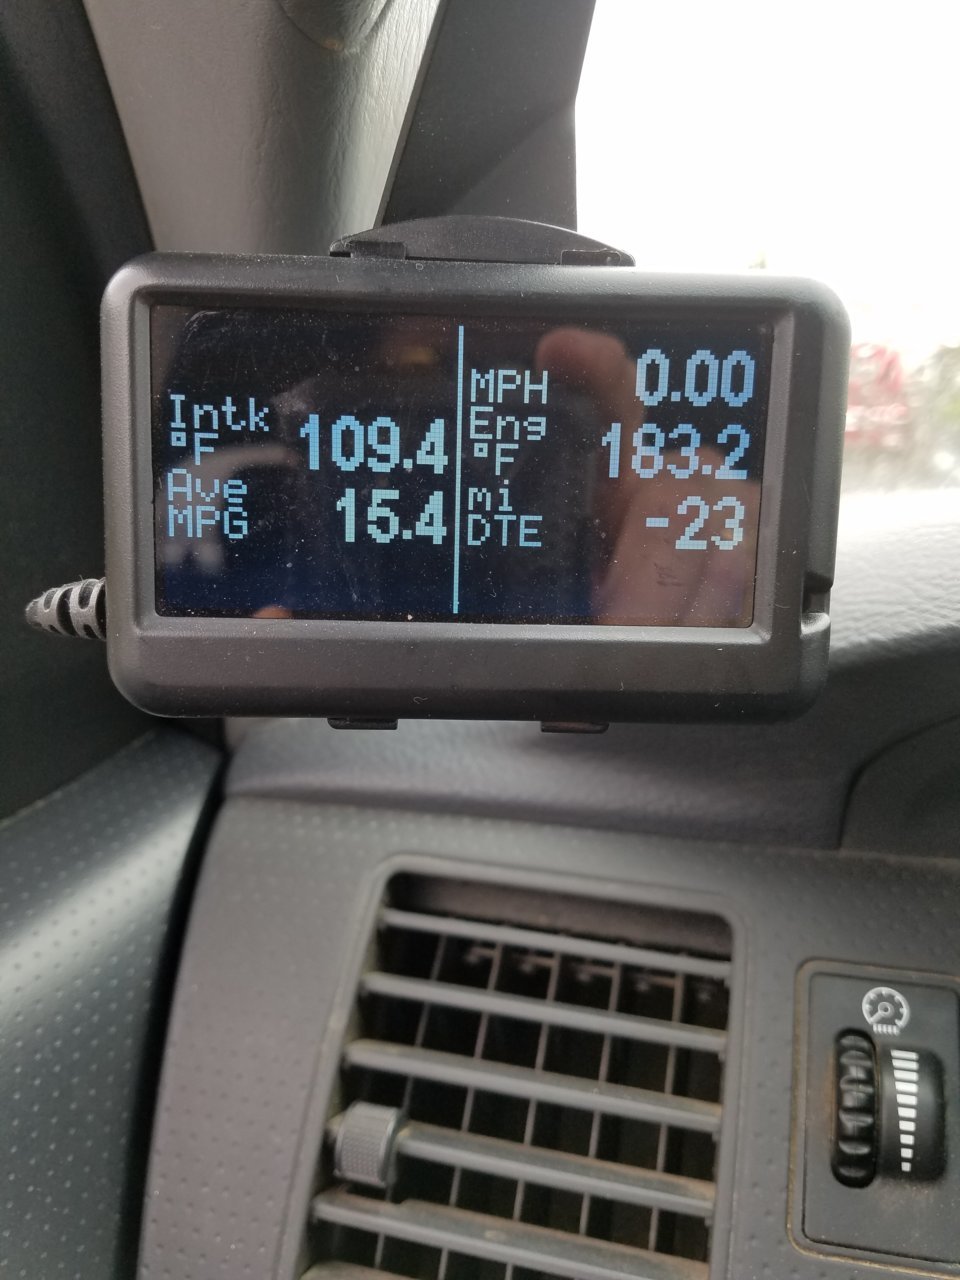 Intk
°F 109.4
Ave
MPG 15.4
MPH 0.00
Eng
°F 183.2
mi
DTE -23